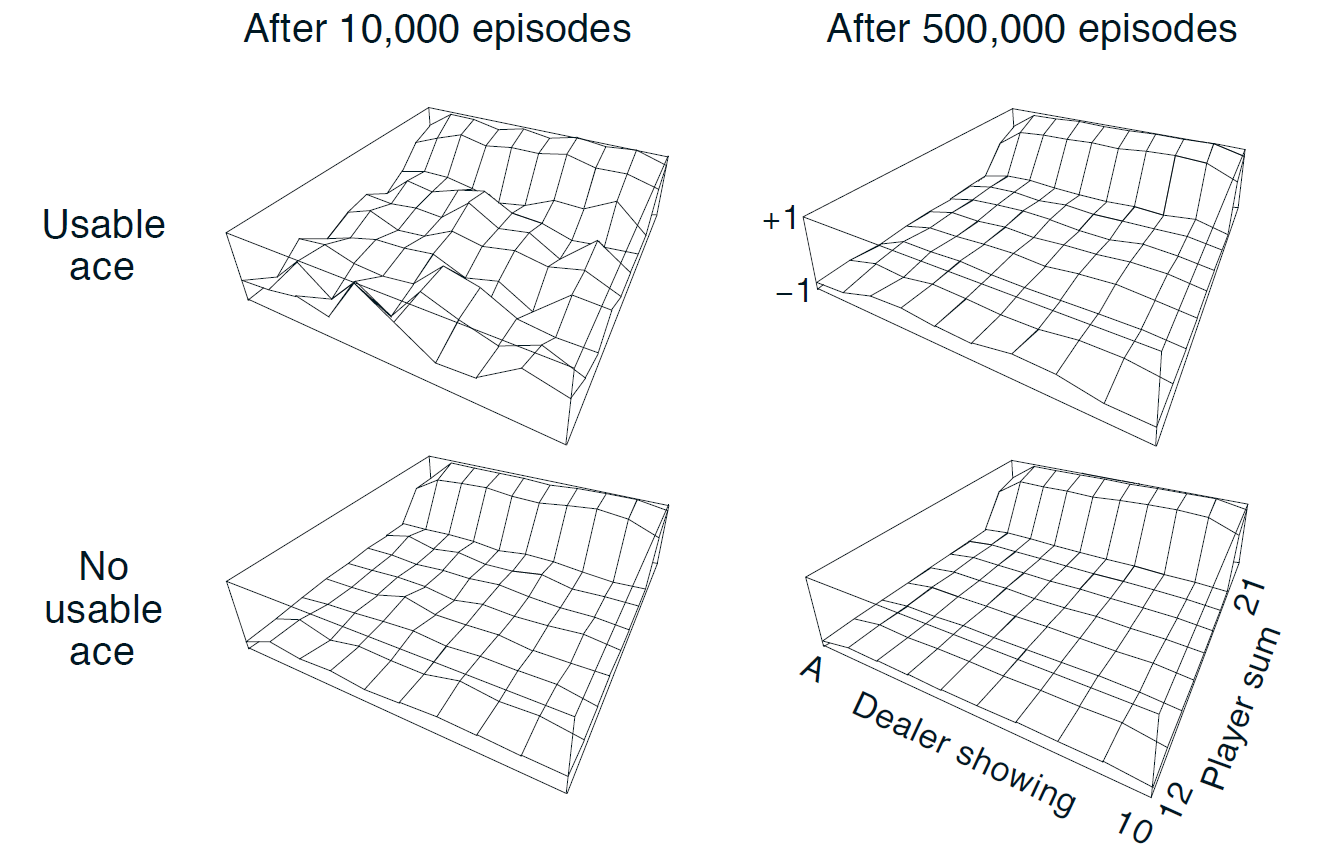 After 10,000 episodes
After 500,000 episodes
Usable
ace
+1
−1
No
usable
ace
A
Dealer showing
10
12
Player sum
21